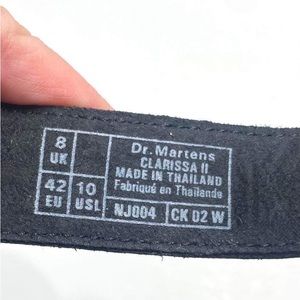 8
UK
42
EU
10
USL
Dr. Martens
CLARISSA II
MADE IN THAILAND
Fabriqué en Thaïlande
NJ004
CK 02 W